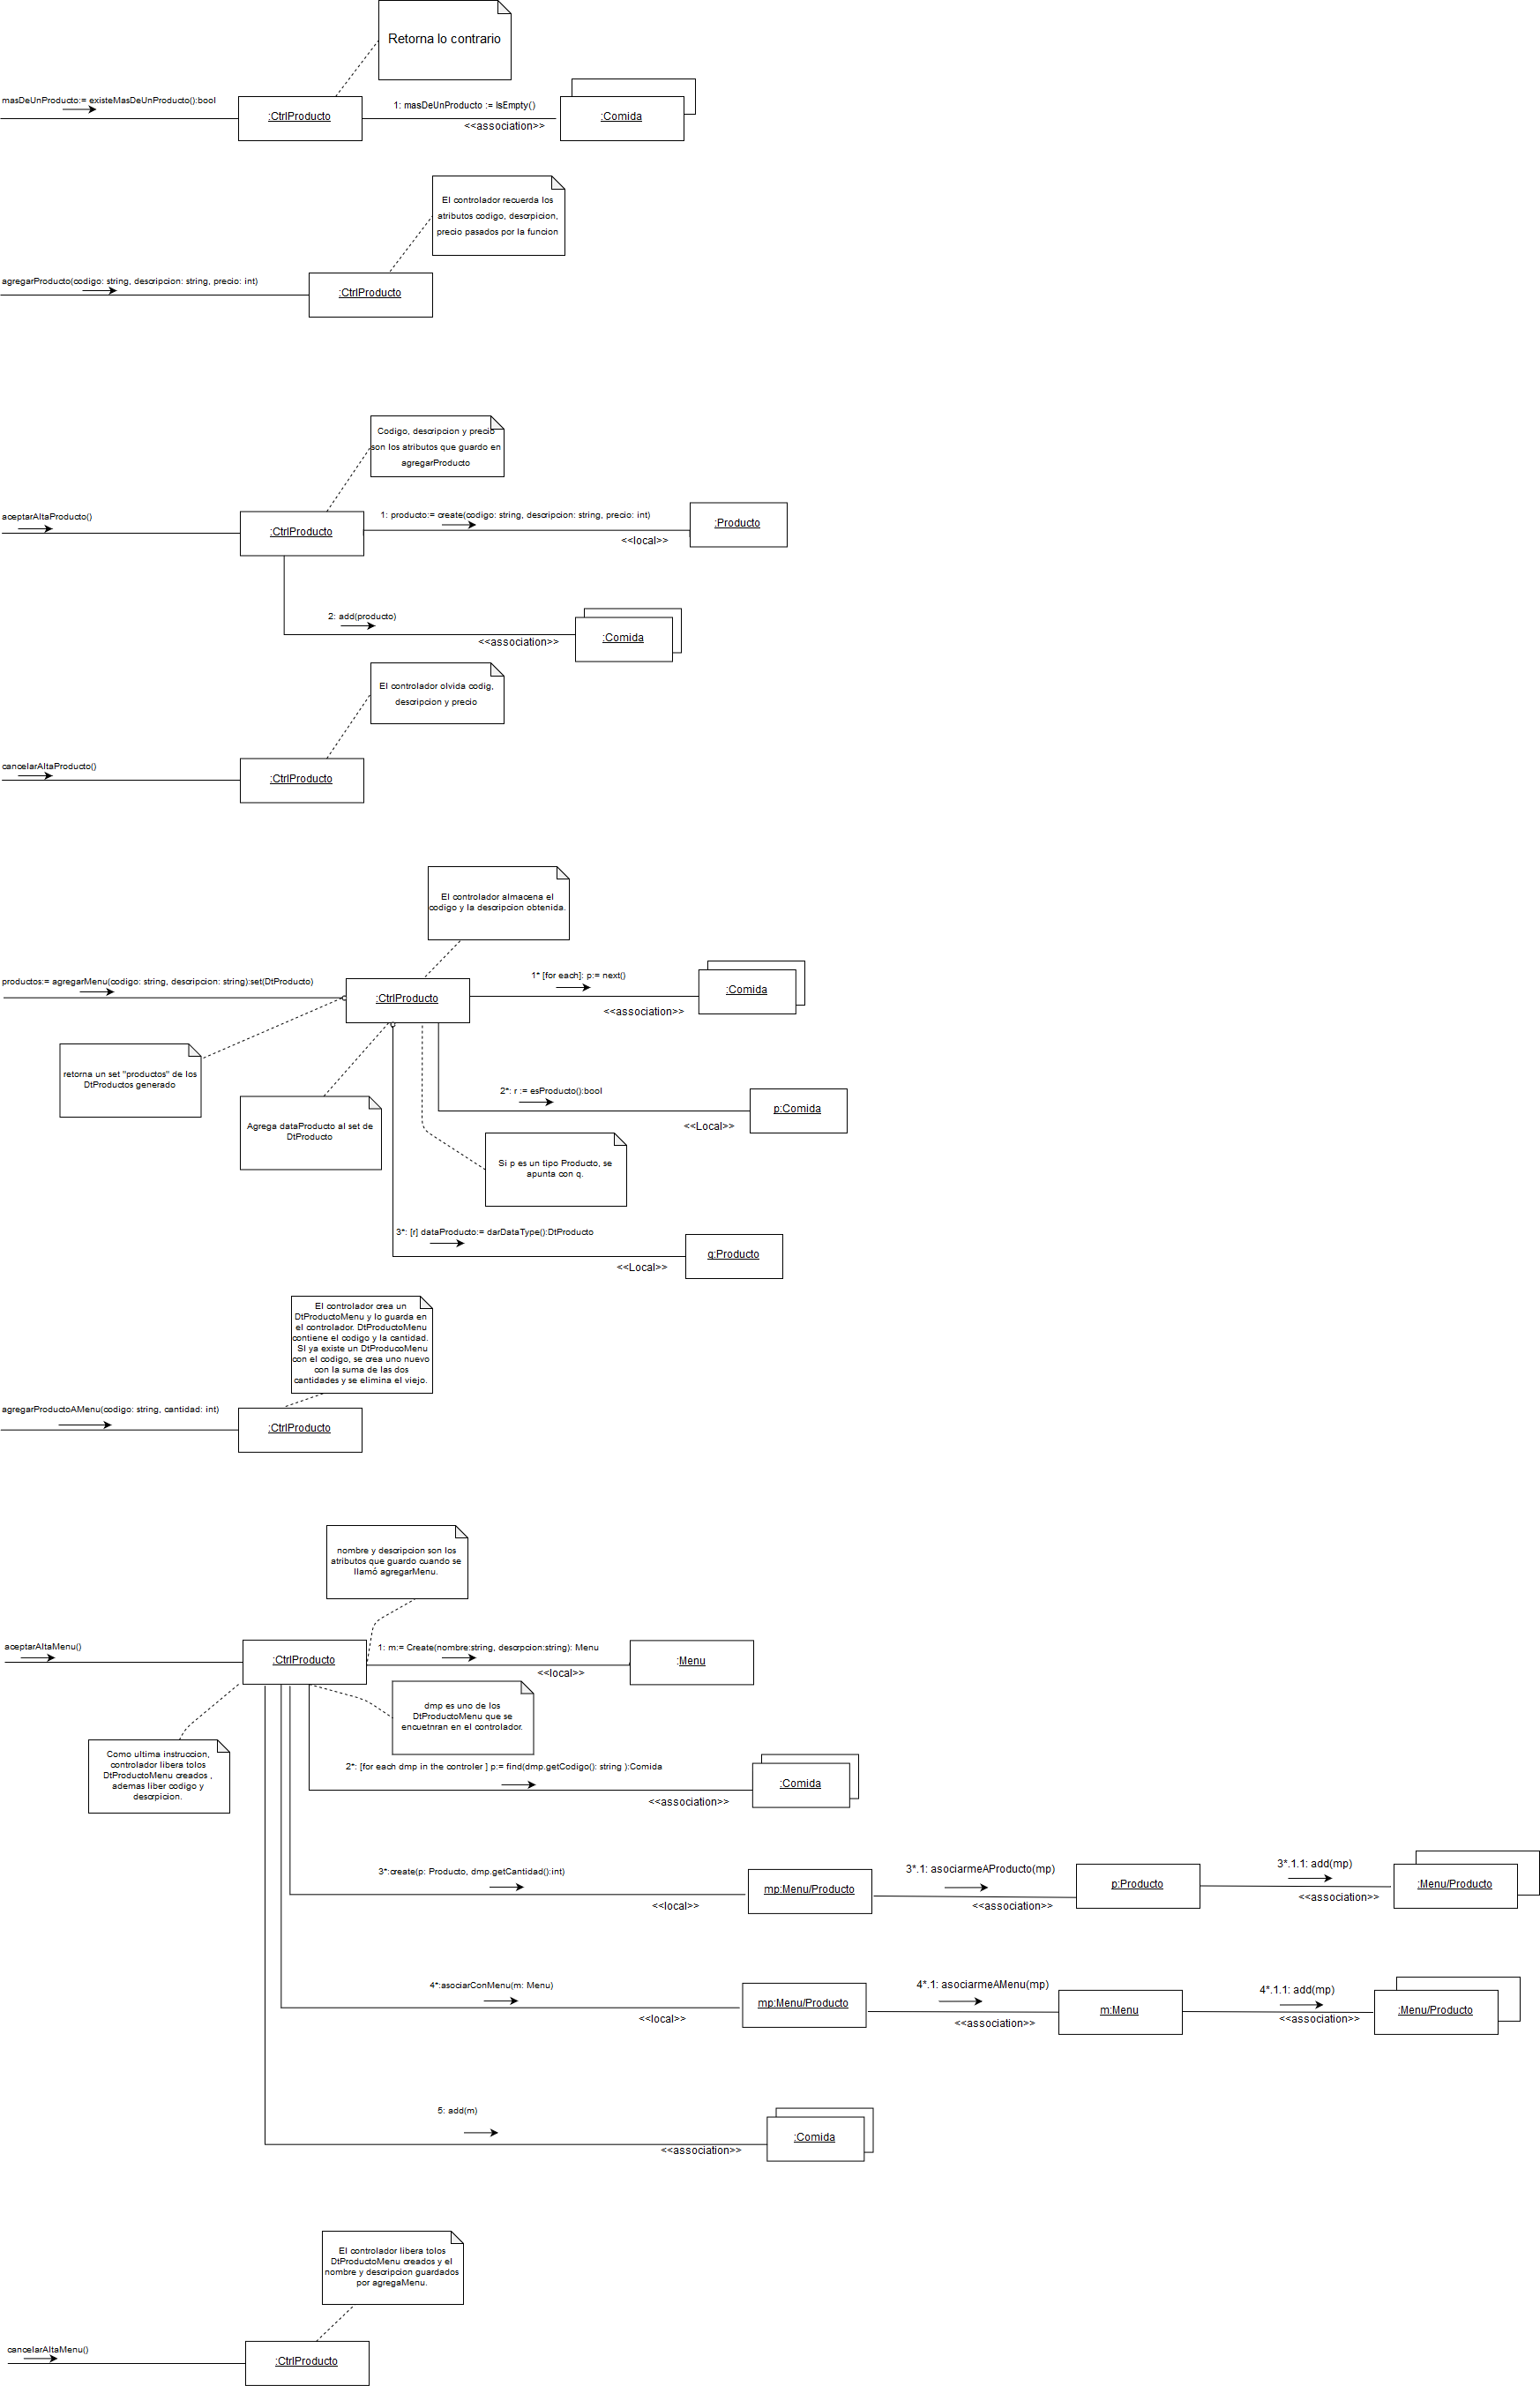 Retorna lo contrario
masDeUnProducto:= existeMasDeUnProducto():bool
:CtrlProducto
1: masDeUnProducto := IsEmpty()
<<association>>
:Comida
El controlador recuerda los
atributos codigo, descrpicion,
precio pasados por la funcion
agregarProducto(codigo: string, descripcion: string, precio: int)
:CtrlProducto
Codigo, descripcion y precio
son los atributos que guardo en
agregarProducto
aceptarAltaProducto()
:CtrlProducto
1: producto:= create(codigo: string, descripcion: string, precio: int)
<<local>>
:Producto
2: add(producto)
<<association>>
:Comida
El controlador olvida codig,
descripcion y precio
cancelarAltaProducto()
:CtrlProducto
El controlador almacena el
codigo y la descripcion obtenida.
productos:= agregarMenu(codigo: string, descripcion: string):set(DtProducto)
:CtrlProducto
1* [for each]: p:= next()
<<association>>
:Comida
retorna un set "productos" de los
DtProductos generado
Agrega dataProducto al set de
DtProducto
2*: r := esProducto():bool
<<Local>>
p:Comida
Si p es un tipo Producto, se
apunta con q.
3*: [r] dataProducto:= darDataType():DtProducto
<<Local>>
q:Producto
El controlador crea un
DtProductoMenu y lo guarda en
el controlador. DtProductoMenu
contiene el codigo y la cantidad.
SI ya existe un DtProducoMenu
con el codigo, se crea uno nuevo
con la suma de las dos
cantidades y se elimina el viejo.
agregarProductoAMenu(codigo: string, cantidad: int)
:CtrlProducto
nombre y descripcion son los
atributos que guardo cuando se
llamó agregarMenu.
aceptarAltaMenu()
:CtrlProducto
1: m:= Create(nombre:string, descrpcion:string): Menu
<<local>>
:Menu
dmp es uno de los
DtProductoMenu que se
encuetnran en el controlador.
Como ultima instruccion,
controlador libera tolos
DtProductoMenu creados ,
ademas liber codigo y
descrpicion.
2*: [for each dmp in the controler ] p:= find(dmp.getCodigo(): string ):Comida
<<association>>
:Comida
3*:create(p: Producto, dmp.getCantidad():int)
<<local>>
mp:Menu/Producto
3*.1: asociarmeAProducto(mp)
<<association>>
p:Producto
3*.1.1: add(mp)
<<association>>
:Menu/Producto
4*:asociarConMenu(m: Menu)
<<local>>
mp:Menu/Producto
4*.1: asociarmeAMenu(mp)
<<association>>
m:Menu
4*.1.1: add(mp)
<<association>>
:Menu/Producto
5: add(m)
<<association>>
:Comida
El controlador libera tolos
DtProductoMenu creados y el
nombre y descripcion guardados
por agregaMenu.
cancelarAltaMenu()
:CtrlProducto